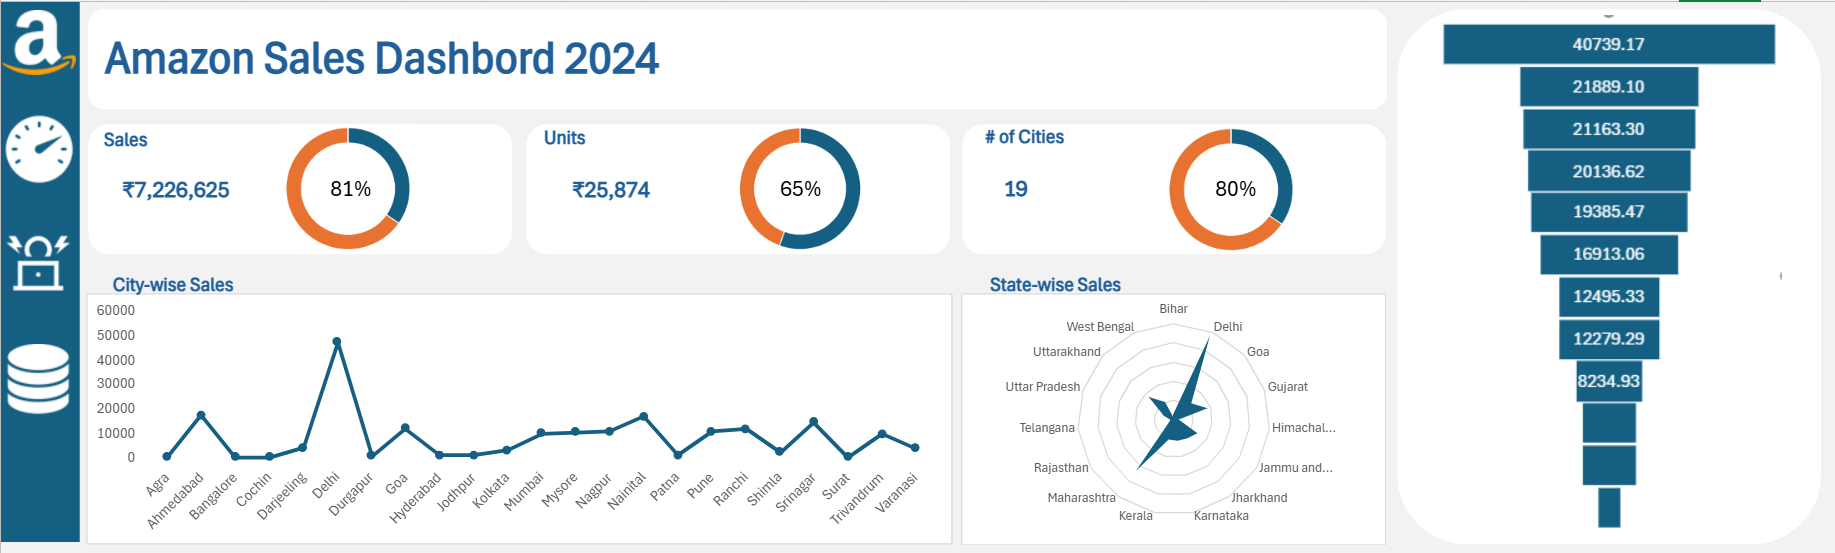 a
Amazon Sales Dashbord 2024
Sales
₹7,226,625
81%
Units
₹25,874
65%
# of Cities
19
80%
City-wise Sales
60000
50000
40000
30000
20000
10000
0
Agra
Ahmedabad
Bangalore
Cochin
Darjeeling
Delhi
Durgapur
Goa
Hyderabad
Jodhpur
Kolkata
Mumbai
Mysore
Nagpur
Nainital
Patna
Pune
Ranchi
Shimla
Srinagar
Surat
Trivandrum
Varanasi
State-wise Sales
Bihar
Delhi
Goa
Gujarat
Himachal...
Jammu and...
Jharkhand
Karnataka
Kerala
Maharashtra
Rajasthan
Telangana
Uttar Pradesh
Uttarakhand
West Bengal
40739.17
21889.10
21163.30
20136.62
19385.47
16913.06
12495.33
12279.29
8234.93